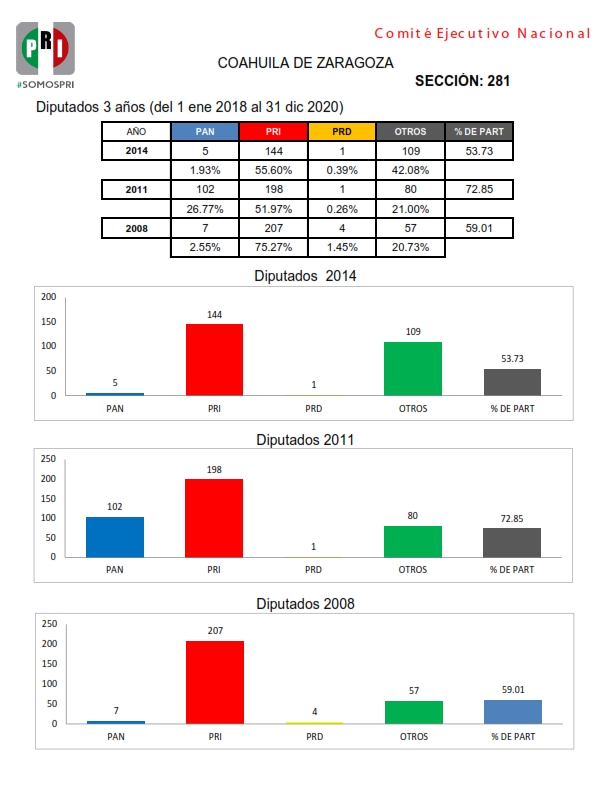 Comité Ejecutivo Nacional
PRI
#SOMOSPRI
COAHUILA DE ZARAGOZA
SECCIÓN: 281
Diputados 3 años (del 1 ene 2018 al 31 dic 2020)
AÑO PAN PRI PRD OTROS % DE PART
2014 5 144 1 109 53.73
1.93% 55.60% 0.39% 42.08%
2011 102 198 1 80 72.85
26.77% 51.97% 0.26% 21.00%
2008 7 207 4 57 59.01
2.55% 75.27% 1.45% 20.73%
Diputados 2014
200
150
100
50
0
5 144 1 109 53.73
PAN PRI PRD OTROS % DE PART
Diputados 2011
250
200
150
100
50
0
102 198 1 80 72.85
PAN PRI PRD OTROS % DE PART
Diputados 2008
250
200
150
100
50
0
7 207 4 57 59.01
PAN PRI PRD OTROS % DE PART